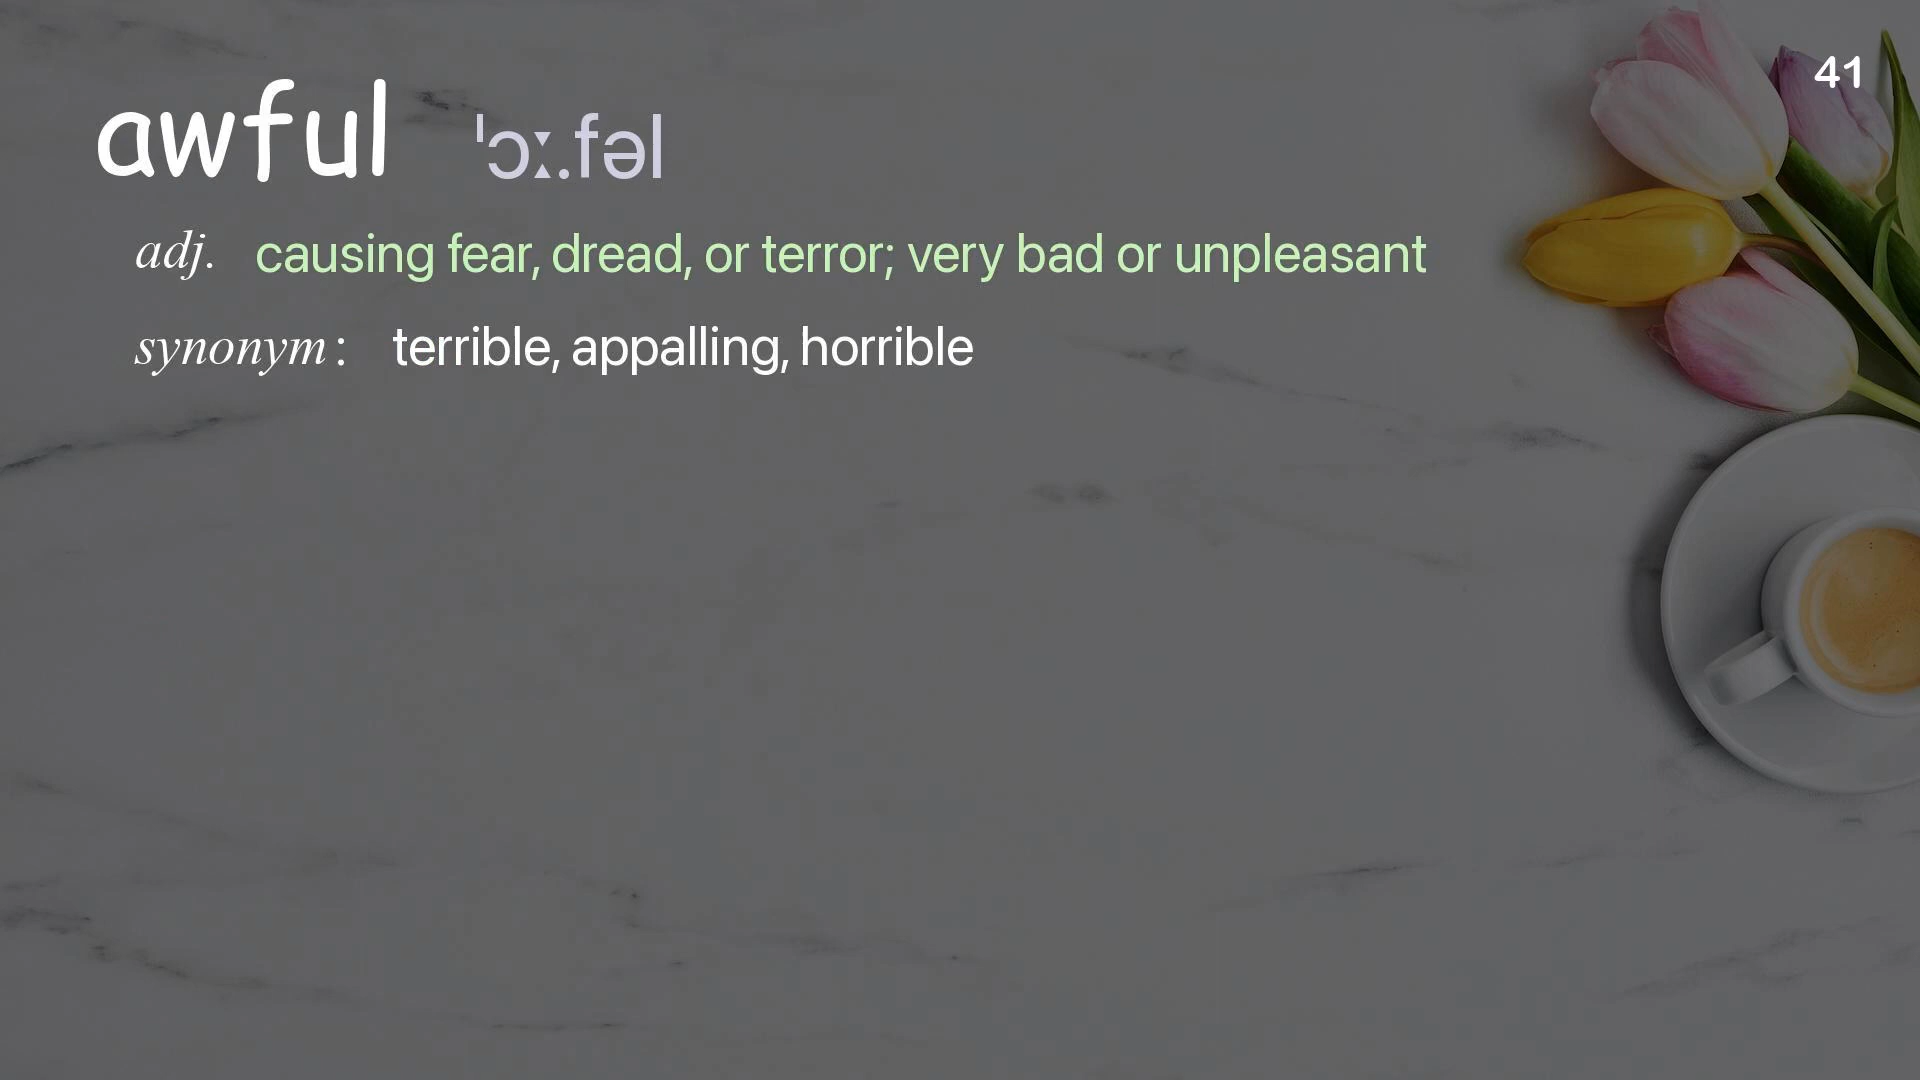 41
awful ˈɔː.fəl
adj. causing fear, dread, or terror; very bad or unpleasant
synonym: terrible, appalling, horrible